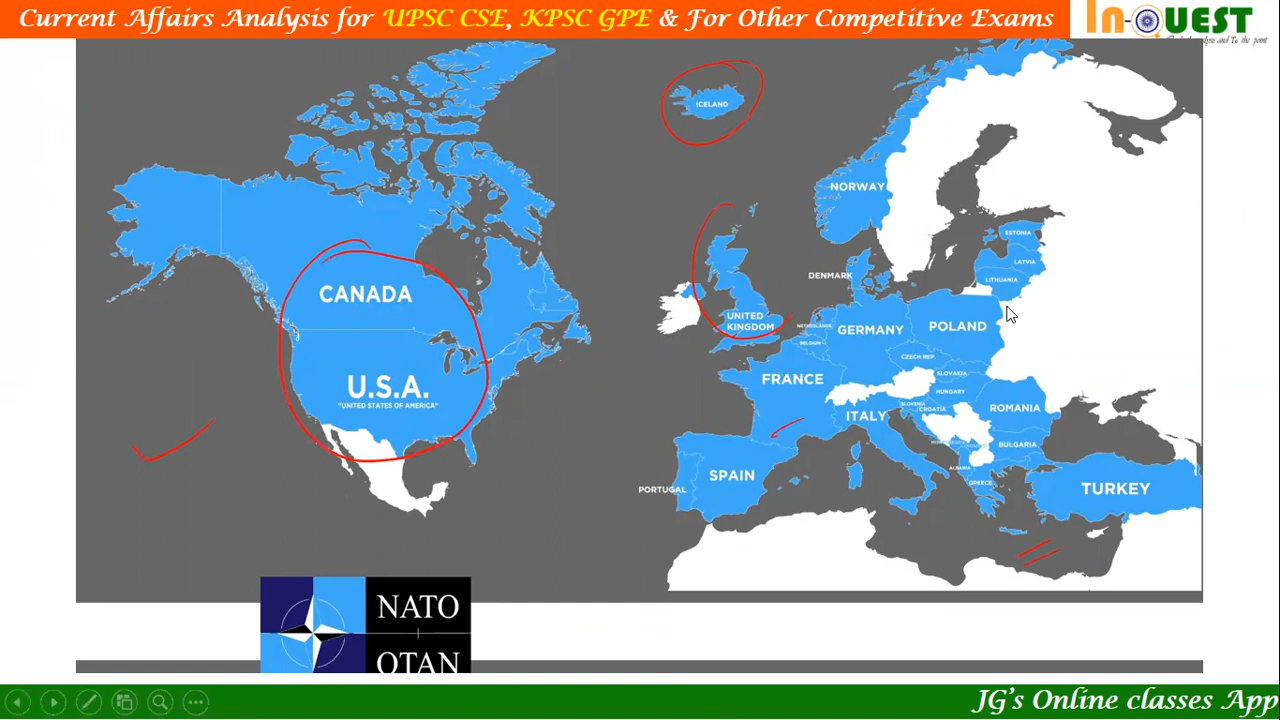 Current Affairs Analysis for UPSC CSE, KPSC GPE & For Other Competitive Exams
In-QUEST
ICELAND
NORWAY
ESTONIA
LATVIA
LITHUANIA
DENMARK
CANADA
UNITED
KINGDOM
NETHERLANDS
BELGIUM
GERMANY
POLAND
CZECH REP.
SLOVAKIA
FRANCE
HUNGARY
U.S.A.
"UNITED STATES OF AMERICA"
SLOVENIA
CROATIA
ROMANIA
ITALY
BULGARIA
ALBANIA
SPAIN
GREECE
PORTUGAL
TURKEY
NATO
OTAN
JG's Online classes App